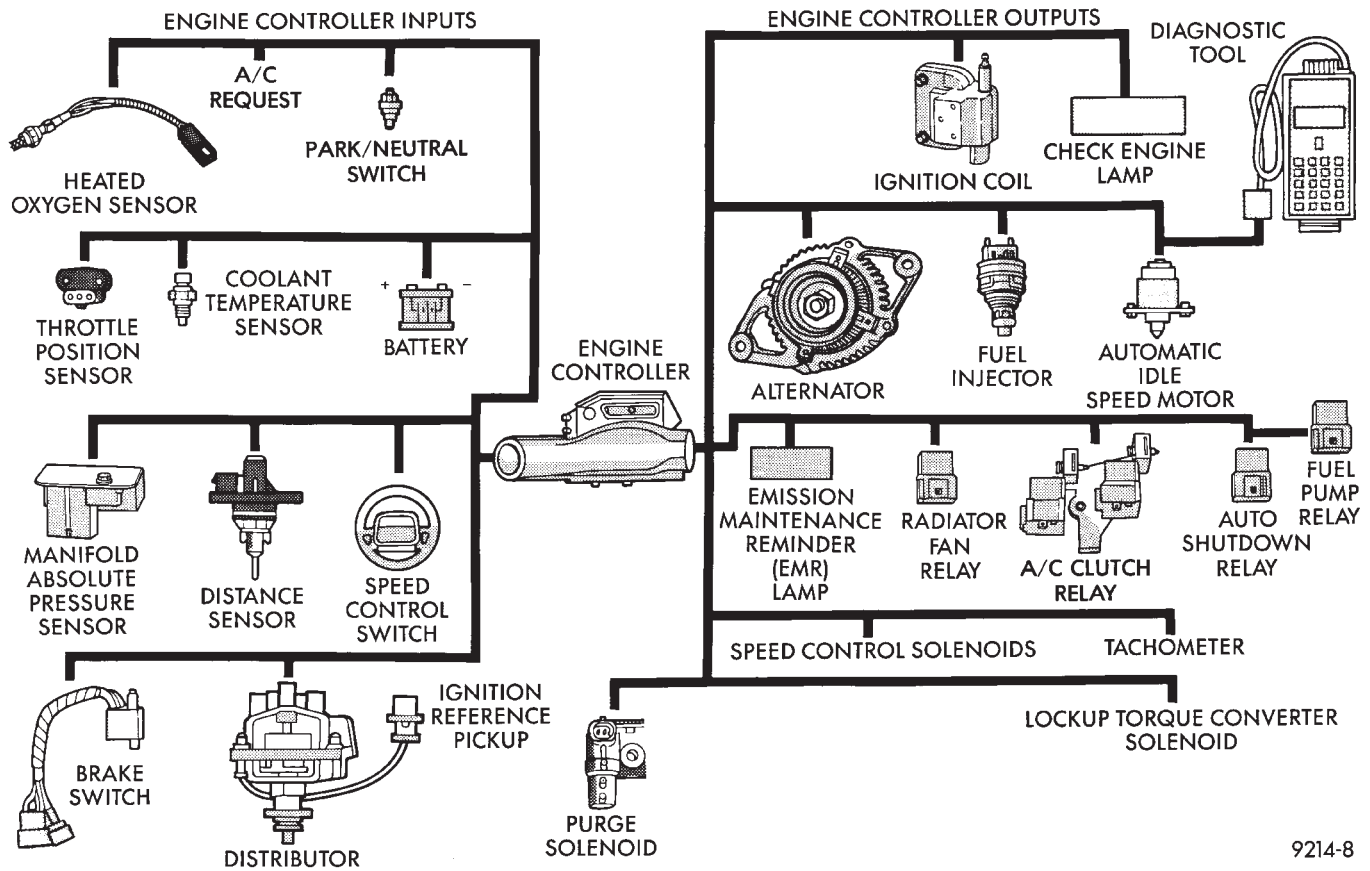 ENGINE CONTROLLER INPUTS
A/C
REQUEST
PARK/NEUTRAL
SWITCH
HEATED
OXYGEN SENSOR
THROTTLE
POSITION
SENSOR
COOLANT
TEMPERATURE
SENSOR
+ −
BATTERY
MANIFOLD
ABSOLUTE
PRESSURE
SENSOR
DISTANCE
SENSOR
SPEED
CONTROL
SWITCH
BRAKE
SWITCH
DISTRIBUTOR
IGNITION
REFERENCE
PICKUP
ENGINE
CONTROLLER
ENGINE CONTROLLER OUTPUTS
IGNITION COIL
CHECK ENGINE
LAMP
DIAGNOSTIC
TOOL
ALTERNATOR
FUEL
INJECTOR
AUTOMATIC
IDLE
SPEED MOTOR
EMISSION
MAINTENANCE
REMINDER
(EMR)
LAMP
RADIATOR
FAN
RELAY
A/C CLUTCH
RELAY
AUTO
SHUTDOWN
RELAY
FUEL
PUMP
RELAY
SPEED CONTROL SOLENOIDS
TACHOMETER
PURGE
SOLENOID
LOCKUP TORQUE CONVERTER
SOLENOID
9214-8